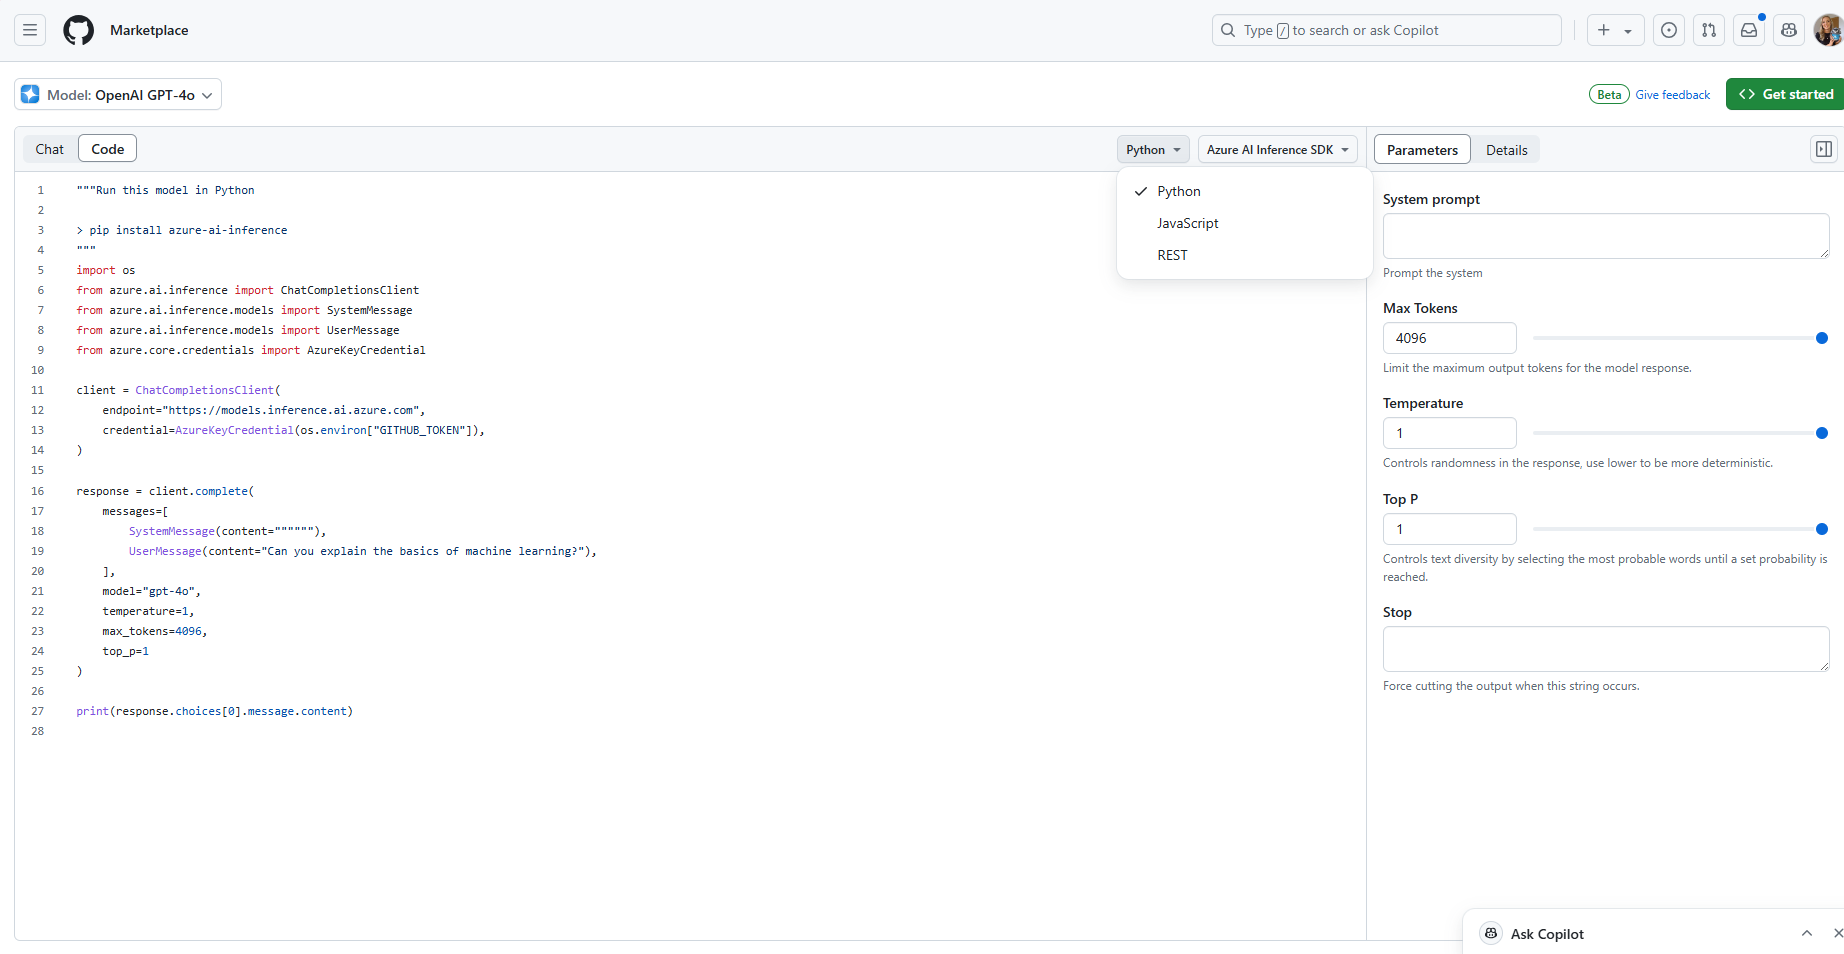 Marketplace
Type / to search or ask Copilot
Model: OpenAI GPT-4o
Beta
Give feedback
Get started
Chat
Code
Python
Azure AI Inference SDK
Python
JavaScript
REST
1 """Run this model in Python
2
3 > pip install azure-ai-inference
4 """
5 import os
6 from azure.ai.inference import ChatCompletionsClient
7 from azure.ai.inference.models import SystemMessage
8 from azure.ai.inference.models import UserMessage
9 from azure.core.credentials import AzureKeyCredential
10
11 client = ChatCompletionsClient(
12     endpoint="https://models.inference.ai.azure.com",
13     credential=AzureKeyCredential(os.environ["GITHUB_TOKEN"]),
14 )
15
16 response = client.complete(
17     messages=[
18         SystemMessage(content=""""""),
19         UserMessage(content="Can you explain the basics of machine learning?"),
20     ],
21     model="gpt-4o",
22     temperature=1,
23     max_tokens=4096,
24     top_p=1
25 )
26
27 print(response.choices[0].message.content)
28
Parameters
Details
System prompt
Prompt the system
Max Tokens
4096
Limit the maximum output tokens for the model response.
Temperature
1
Controls randomness in the response, use lower to be more deterministic.
Top P
1
Controls text diversity by selecting the most probable words until a set probability is
reached.
Stop
Force cutting the output when this string occurs.
Ask Copilot